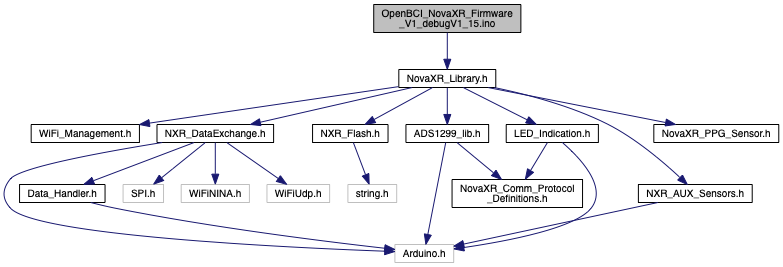 OpenBCI_NovaXR_Firmware
_V1_debugV1_15.ino
NovaXR_Library.h
WiFi_Management.h
NXR_DataExchange.h
NXR_Flash.h
ADS1299_lib.h
LED_Indication.h
NovaXR_PPG_Sensor.h
Data_Handler.h
SPI.h
WiFiNINA.h
WiFiUdp.h
string.h
NovaXR_Comm_Protocol
_Definitions.h
NXR_AUX_Sensors.h
Arduino.h